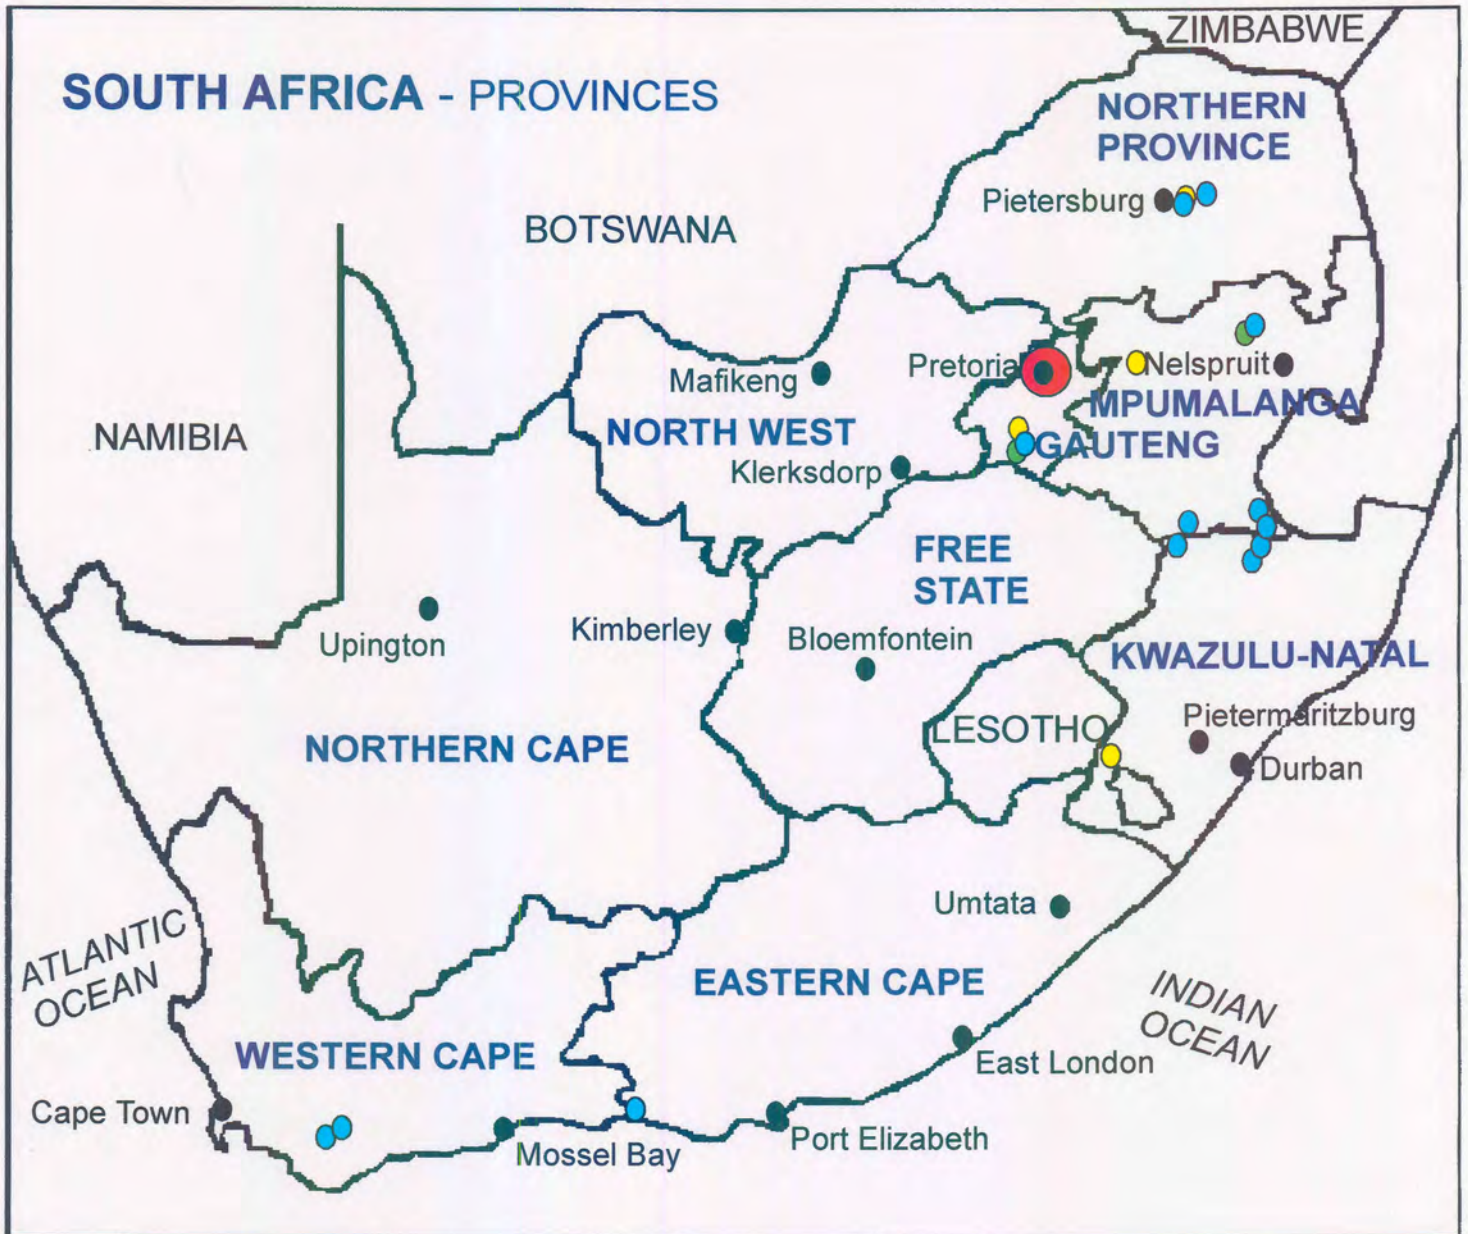 ZIMBABWE
SOUTH AFRICA - PROVINCES
NORTHERN
PROVINCE
Pietersburg
BOTSWANA
Pretoria
Nelspruit
Mafikeng
MPUMALANGA
NAMIBIA
NORTH WEST
GAUTENG
Klerksdorp
FREE
STATE
Upington
Kimberley
Bloemfontein
KWAZULU-NATAL
Pietermaritzburg
LESOTHO
NORTHERN CAPE
Durban
Umtata
ATLANTIC
OCEAN
EASTERN CAPE
INDIAN
OCEAN
WESTERN CAPE
East London
Cape Town
Port Elizabeth
Mossel Bay